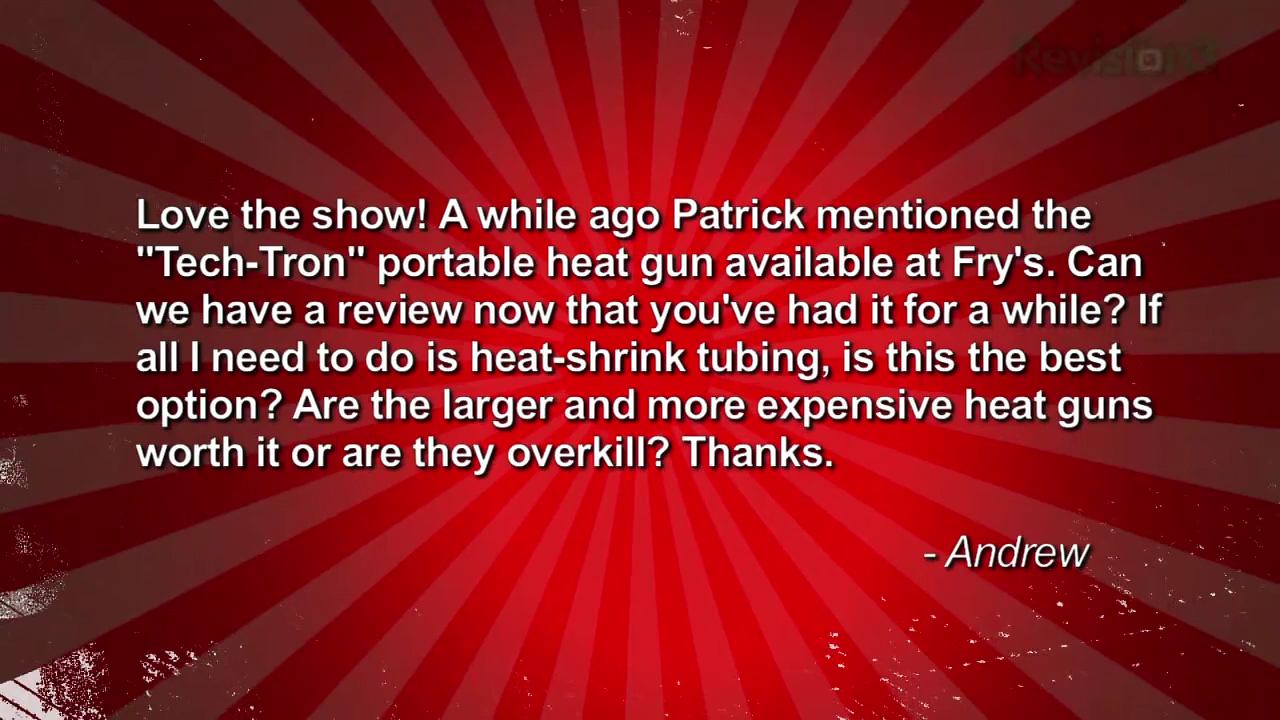 Revision3
Love the show! A while ago Patrick mentioned the
"Tech-Tron" portable heat gun available at Fry's. Can
we have a review now that you've had it for a while? If
all I need to do is heat-shrink tubing, is this the best
option? Are the larger and more expensive heat guns
worth it or are they overkill? Thanks.
- Andrew